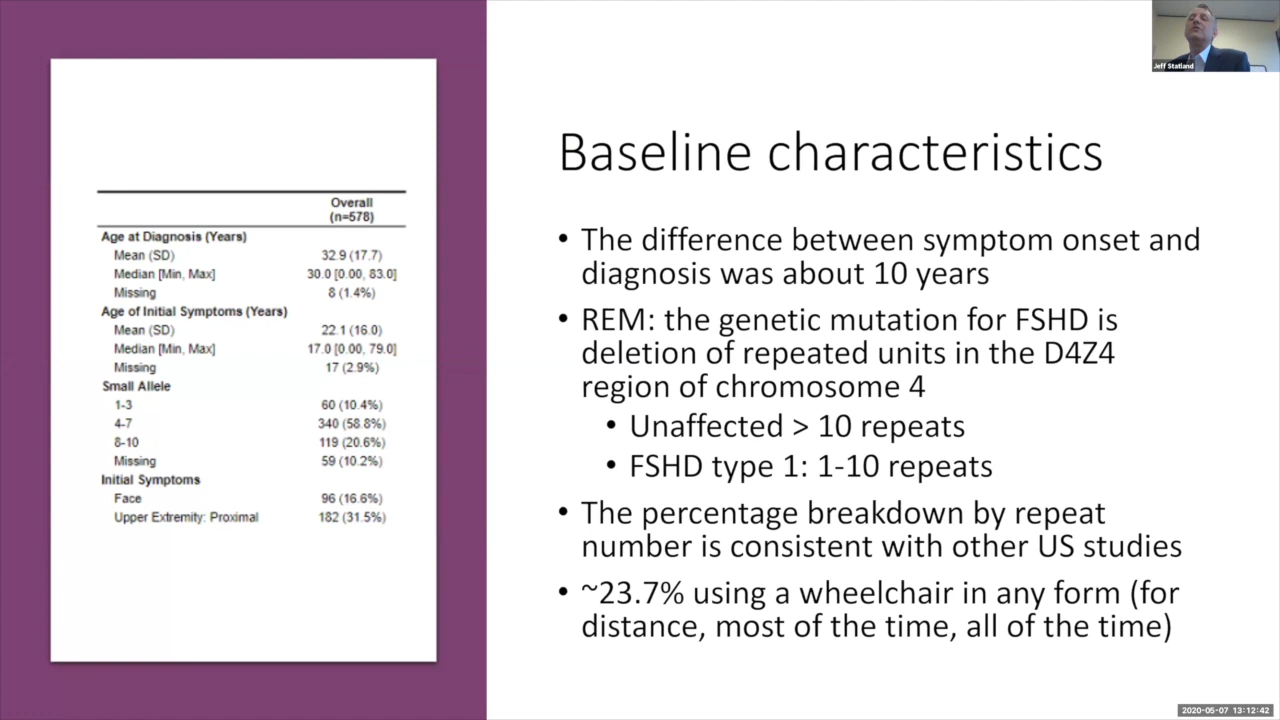 Overall
(n=578)
Age at Diagnosis (Years)
Mean (SD) 32.9 (17.7)
Median [Min, Max] 30.0 [0.00, 83.0]
Missing 8 (1.4%)
Age of Initial Symptoms (Years)
Mean (SD) 22.1 (16.0)
Median [Min, Max] 17.0 [0.00, 79.0]
Missing 17 (2.9%)
Small Allele
1-3 60 (10.4%)
4-7 340 (58.8%)
8-10 119 (20.6%)
Missing 59 (10.2%)
Initial Symptoms
Face 96 (16.6%)
Upper Extremity: Proximal 182 (31.5%)
Jeff Statland
Baseline characteristics
• The difference between symptom onset and
diagnosis was about 10 years
• REM: the genetic mutation for FSHD is
deletion of repeated units in the D4Z4
region of chromosome 4
• Unaffected > 10 repeats
• FSHD type 1: 1-10 repeats
• The percentage breakdown by repeat
number is consistent with other US studies
• ~23.7% using a wheelchair in any form (for
distance, most of the time, all of the time)
2020-05-07 13:12:42